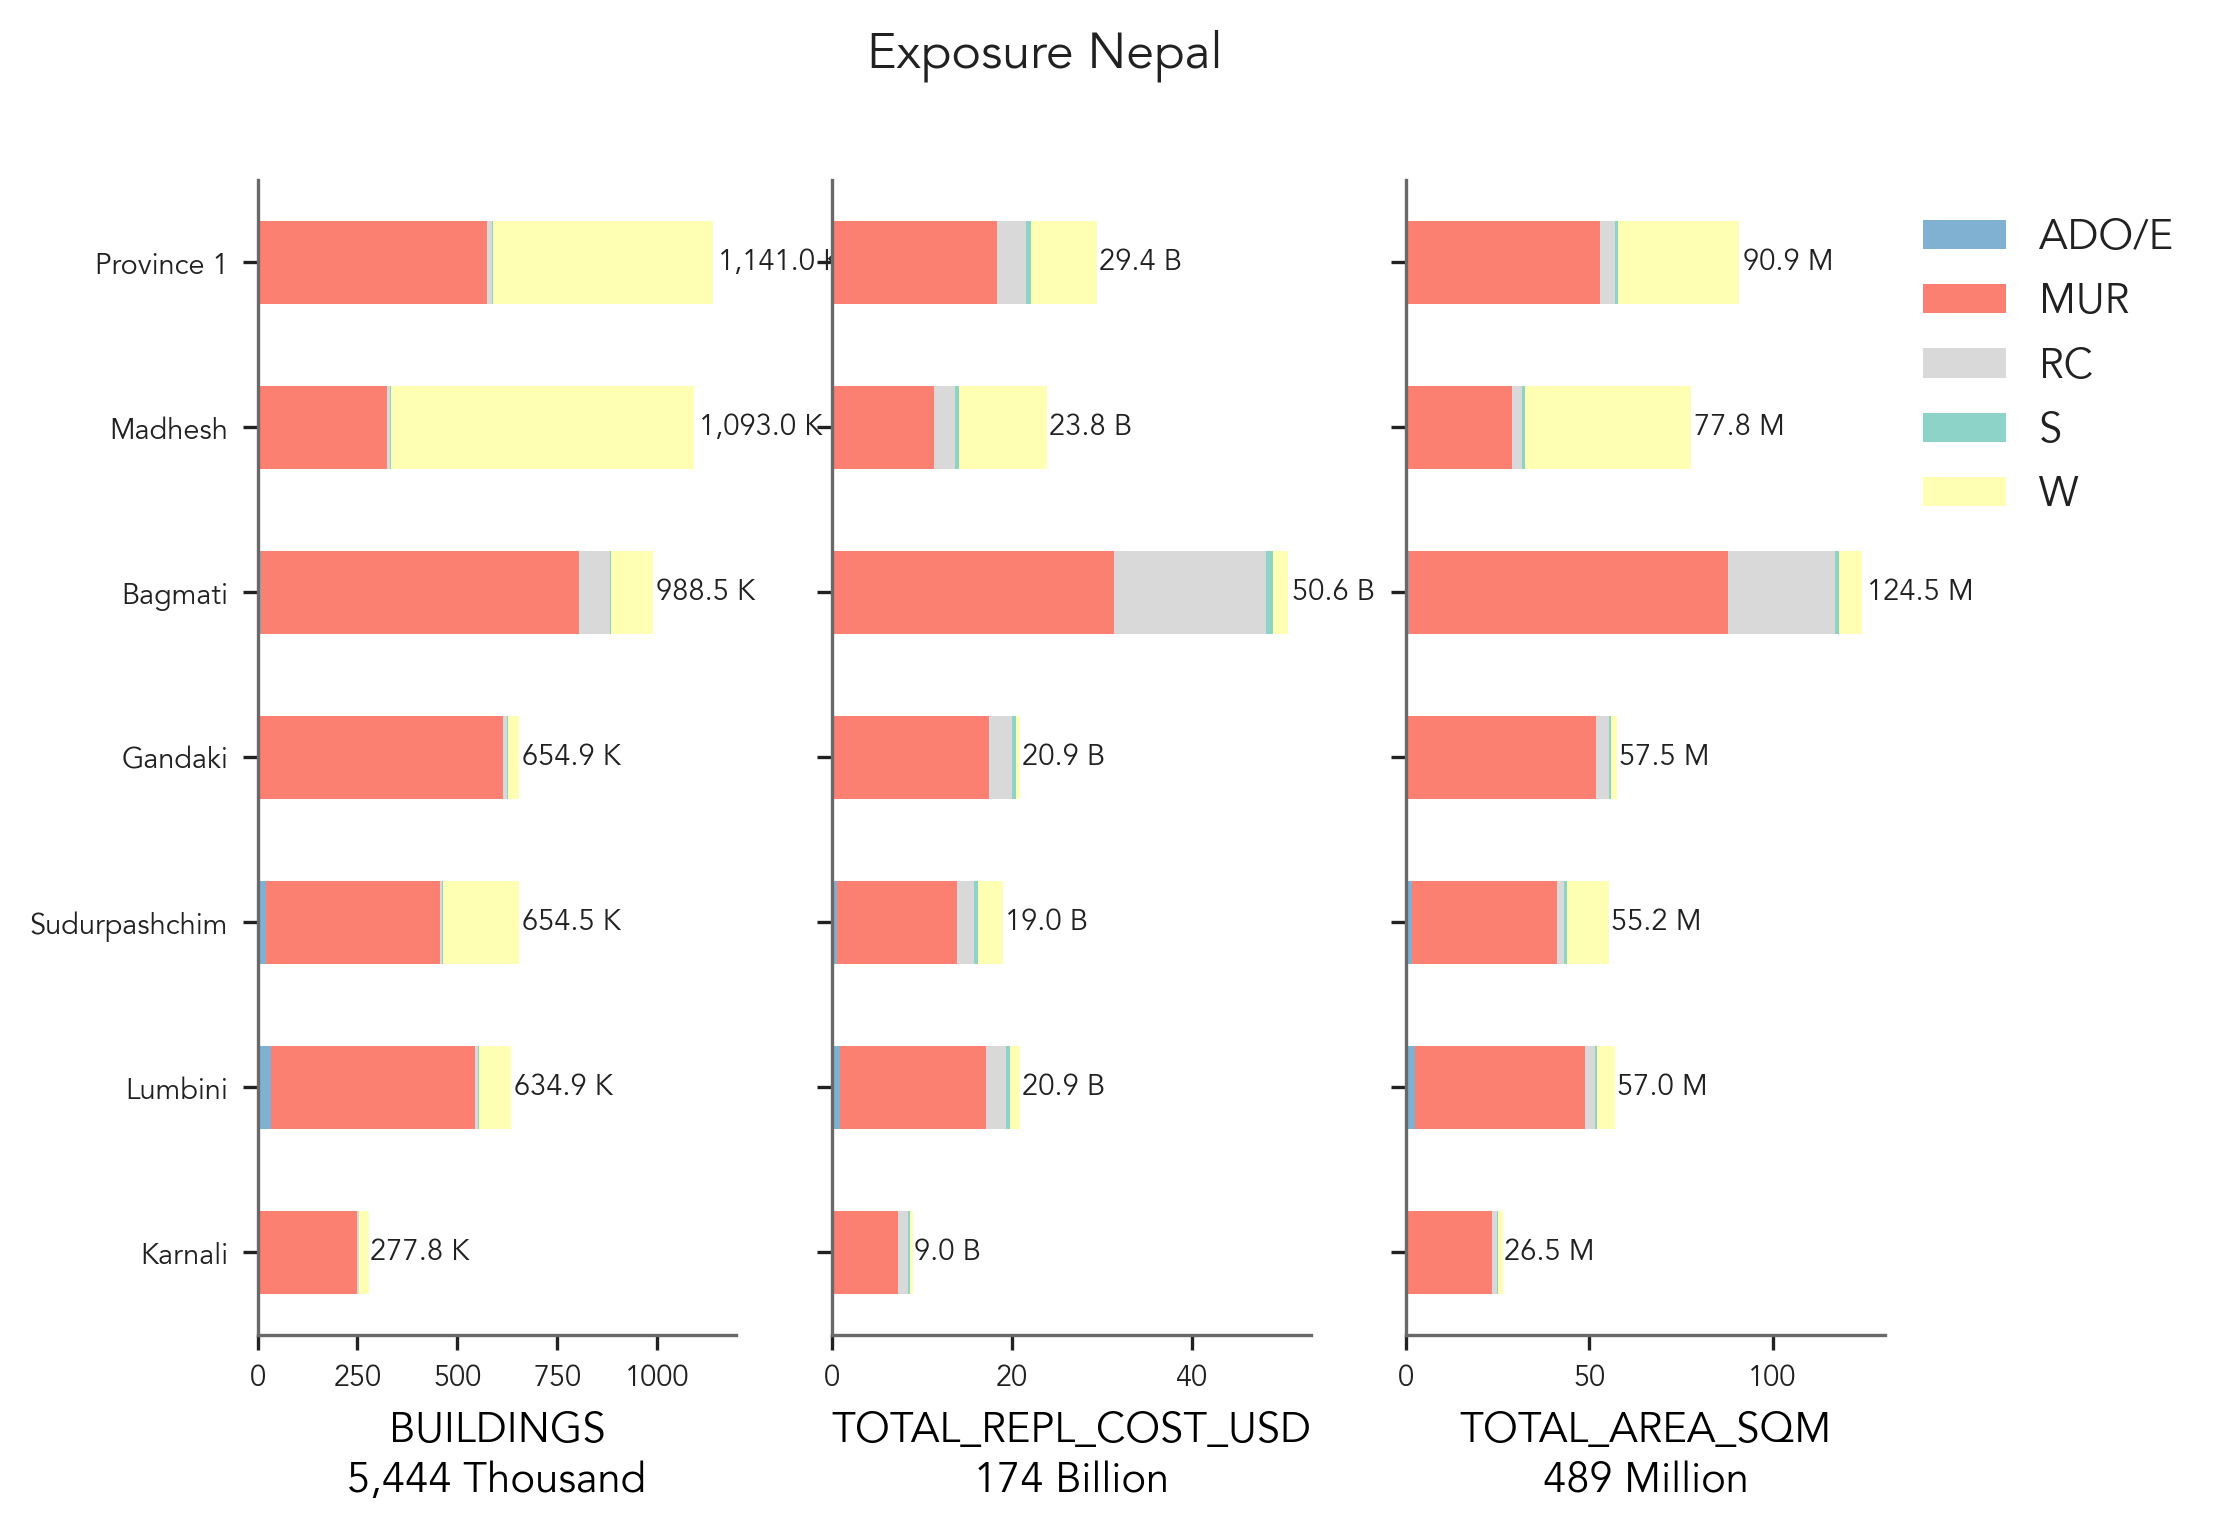 Exposure Nepal
Province 1
1,141.0 K
29.4 B
90.9 M
Madhesh
1,093.0 K
23.8 B
77.8 M
Bagmati
988.5 K
50.6 B
124.5 M
Gandaki
654.9 K
20.9 B
57.5 M
Sudurpashchim
654.5 K
19.0 B
55.2 M
Lumbini
634.9 K
20.9 B
57.0 M
Karnali
277.8 K
9.0 B
26.5 M
0 250 500 750 1000
BUILDINGS
5,444 Thousand
0 20 40
TOTAL_REPL_COST_USD
174 Billion
0 50 100
TOTAL_AREA_SQM
489 Million
ADO/E
MUR
RC
S
W